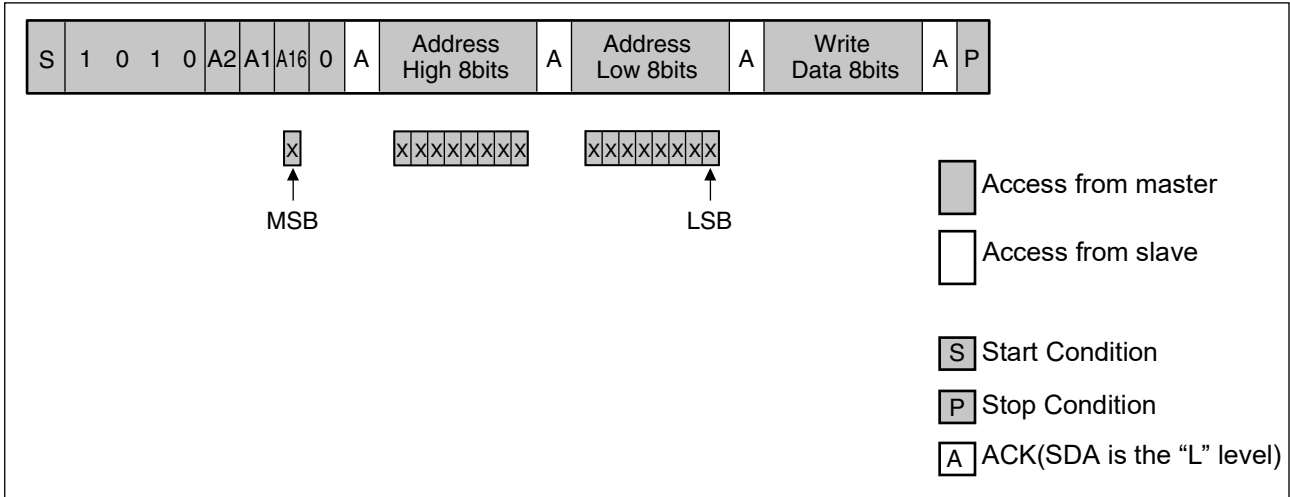 S 1 0 1 0 A2 A1 A16 0 A Address High 8bits A Address Low 8bits A Write Data 8bits A P
X XXXXXXXX XXXXXXXX
MSB LSB
Access from master
Access from slave
S Start Condition
P Stop Condition
A ACK(SDA is the “L” level)